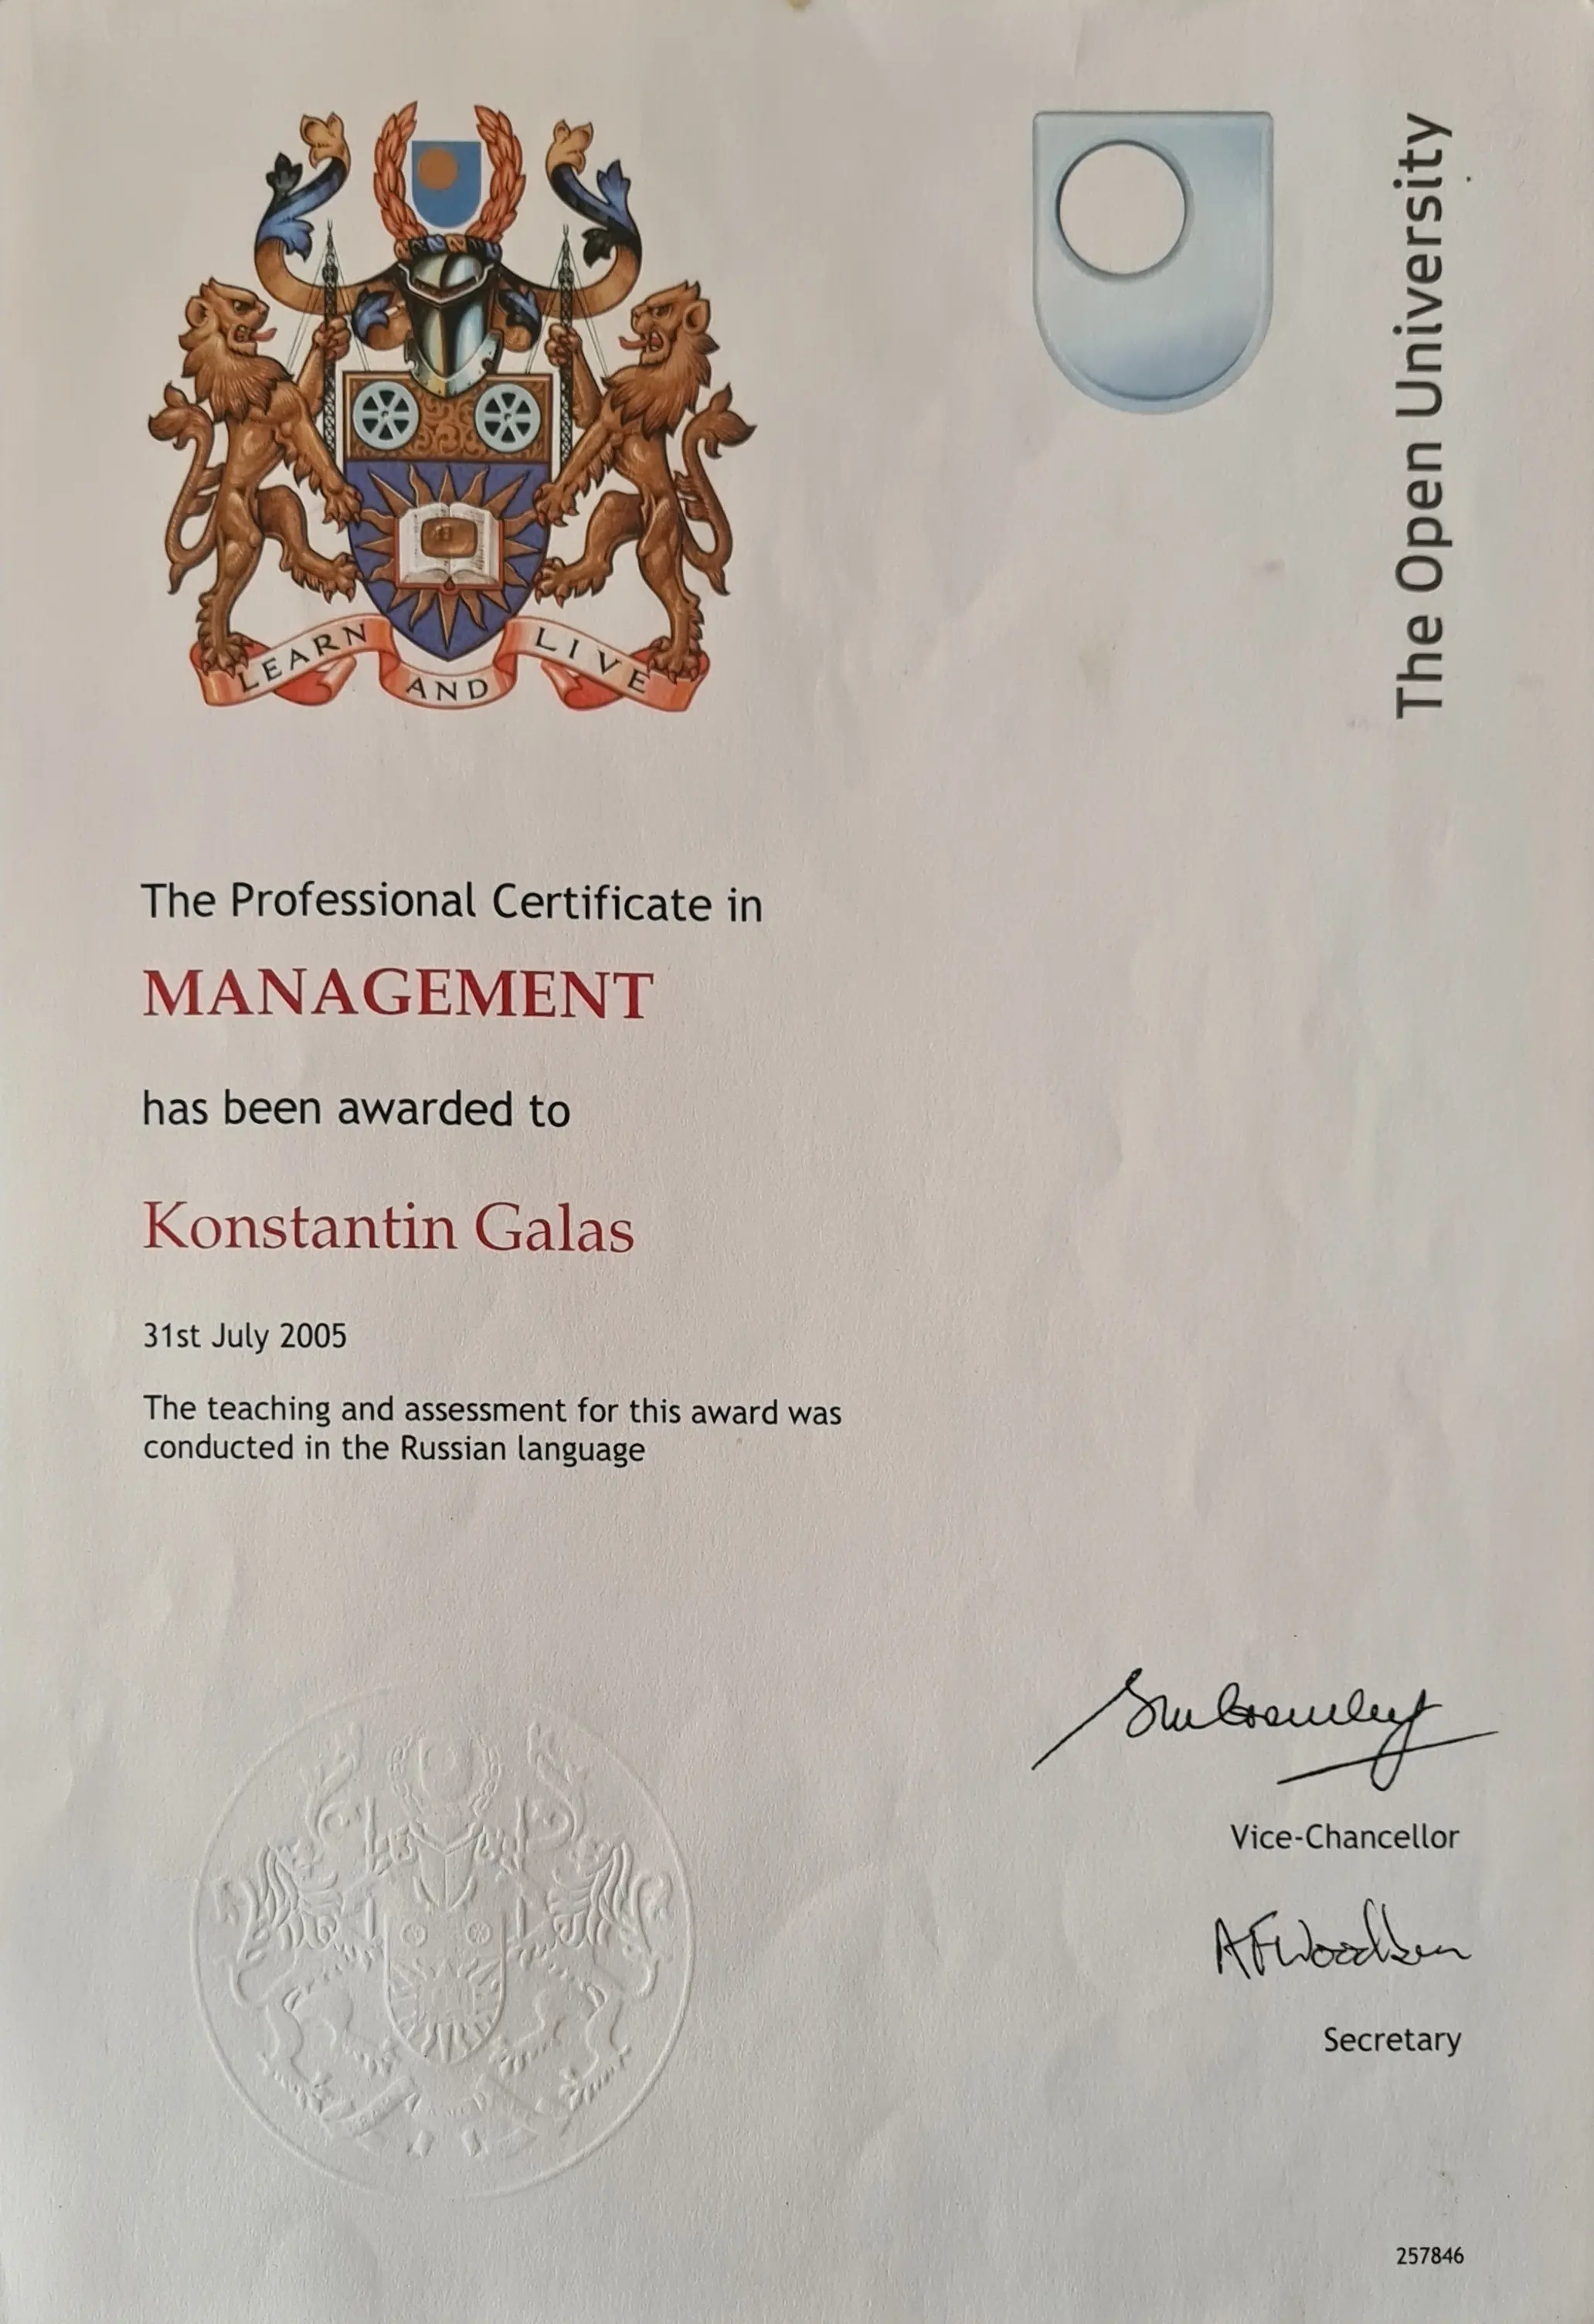 LEARN AND LIVE
The Open University
The Professional Certificate in
MANAGEMENT
has been awarded to
Konstantin Galas
31st July 2005
The teaching and assessment for this award was
conducted in the Russian language
Vice-Chancellor
Secretary
257846